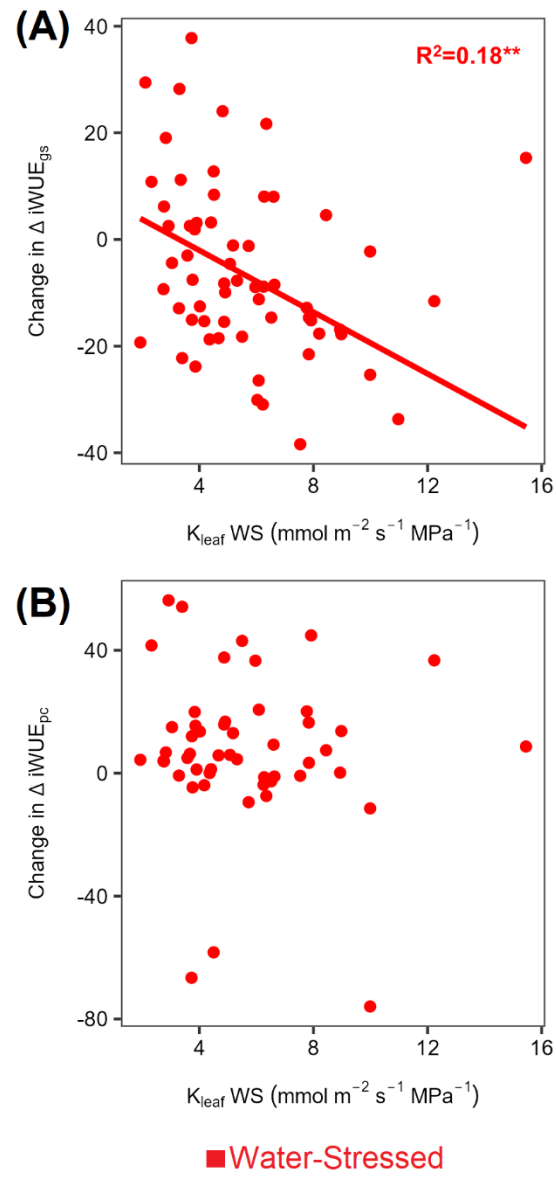 (A)
R²=0.18**
40
20
0
-20
-40
Change in Δ iWUEgs
4 8 12 16
Kleaf WS (mmol m⁻² s⁻¹ MPa⁻¹)
(B)
40
0
-40
-80
Change in Δ iWUEpc
4 8 12 16
Kleaf WS (mmol m⁻² s⁻¹ MPa⁻¹)
Water-Stressed